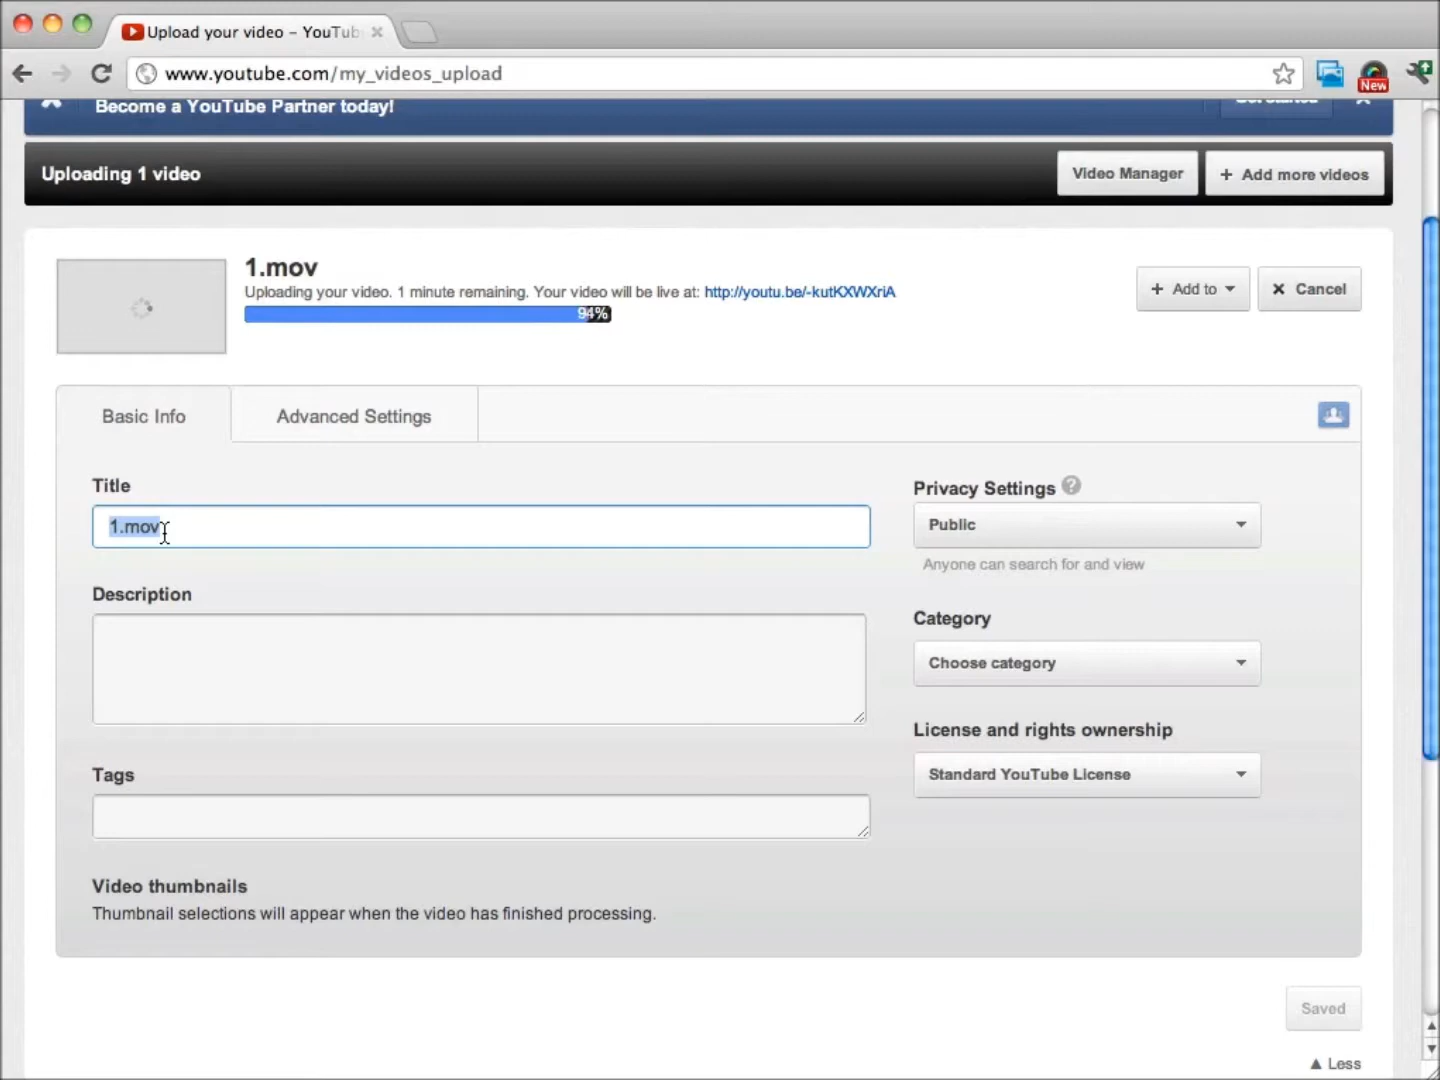 Upload your video – YouTub
www.youtube.com/my_videos_upload
New
Become a YouTube Partner today!
Get started
Uploading 1 video
Video Manager
+ Add more videos
1.mov
Uploading your video. 1 minute remaining. Your video will be live at: http://youtu.be/-kutKXWXriA
94%
+ Add to
Cancel
Basic Info
Advanced Settings
Title
1.mov
Privacy Settings ?
Public
Anyone can search for and view
Description
Category
Choose category
License and rights ownership
Standard YouTube License
Tags
Video thumbnails
Thumbnail selections will appear when the video has finished processing.
Saved
Less